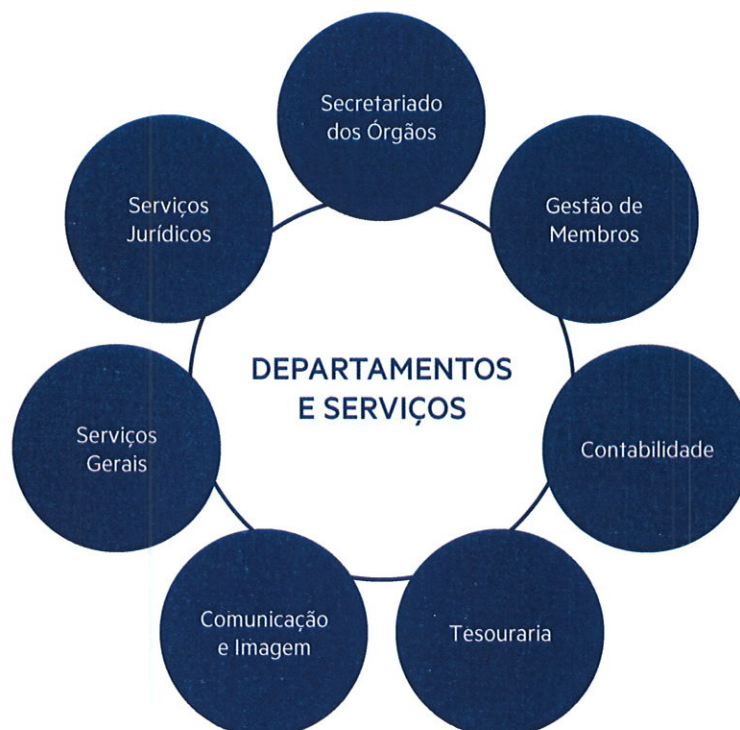 Secretariado
dos Órgãos
Gestão de
Membros
Contabilidade
Tesouraria
Comunicação
e Imagem
Serviços
Gerais
Serviços
Jurídicos
DEPARTAMENTOS
E SERVIÇOS